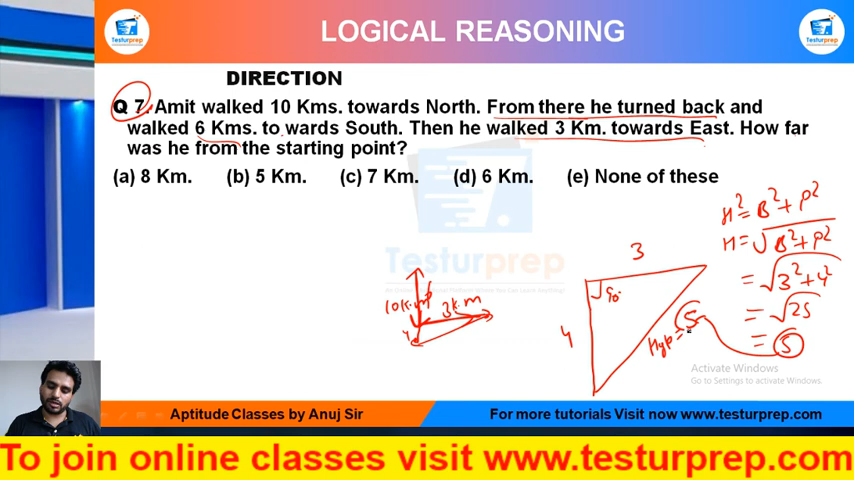 Testurprep
LOGICAL REASONING
Testurprep
DIRECTION
Q 7. Amit walked 10 Kms. towards North. From there he turned back and
walked 6 Kms. to wards South. Then he walked 3 Km. towards East. How far
was he from the starting point?
(a) 8 Km. (b) 5 Km. (c) 7 Km. (d) 6 Km. (e) None of these
H²= B²+ P²
H= √B²+P²
= √3²+4²
= √25
= 5
Testurprep
3
90°
4
Hyp= 5
10k.m
3k.m
4
Activate Windows
Go to Settings to activate Windows.
Aptitude Classes by Anuj Sir
For more tutorials Visit now www.testurprep.com
To join online classes visit www.testurprep.com